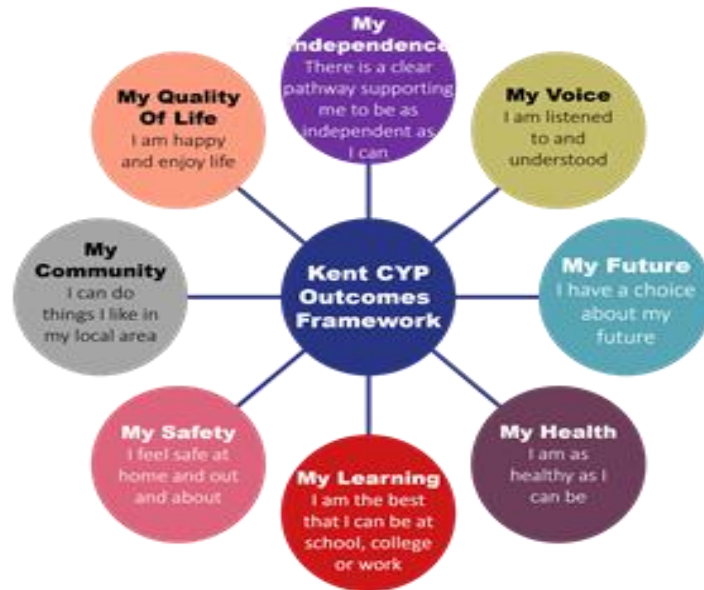 My
Independence
There is a clear
pathway supporting
me to be as
independent as
I can
My Voice
I am listened
to and
understood
My Future
I have a choice
about my
future
My Health
I am as
healthy as I
can be
My Learning
I am the best
that I can be at
school, college
or work
My Safety
I feel safe at
home and out
and about
My
Community
I can do
things I like in
my local area
My Quality
Of Life
I am happy
and enjoy life
Kent CYP
Outcomes
Framework